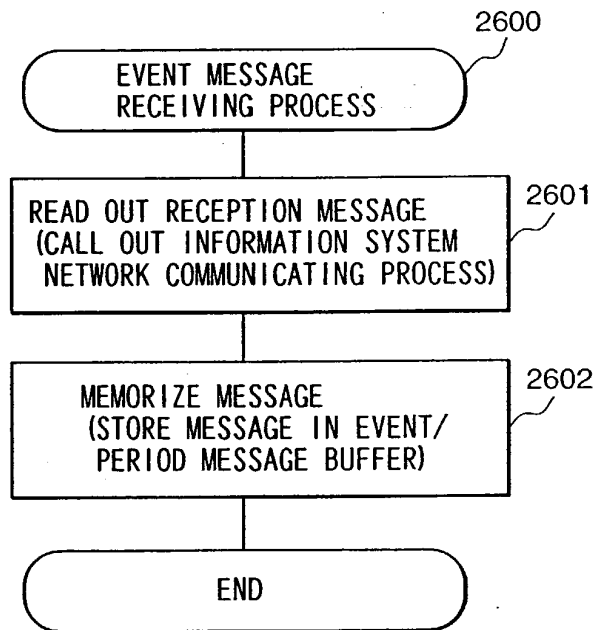 2600
EVENT MESSAGE
RECEIVING PROCESS
2601
READ OUT RECEPTION MESSAGE
(CALL OUT INFORMATION SYSTEM
NETWORK COMMUNICATING PROCESS)
2602
MEMORIZE MESSAGE
(STORE MESSAGE IN EVENT/
PERIOD MESSAGE BUFFER)
END